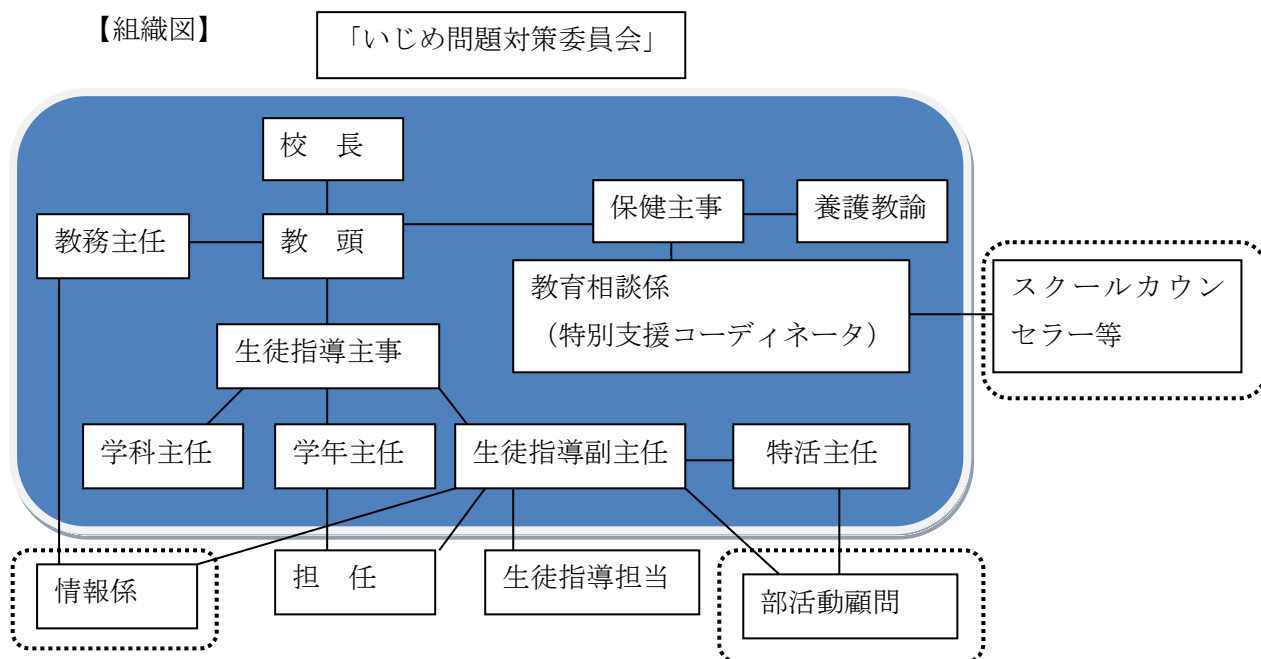 【組織図】
「いじめ問題対策委員会」
校　長
保健主事
養護教諭
教務主任
教　頭
教育相談係
（特別支援コーディネータ）
スクールカウン
セラー等
生徒指導主事
学科主任
学年主任
生徒指導副主任
特活主任
情報係
担　任
生徒指導担当
部活動顧問